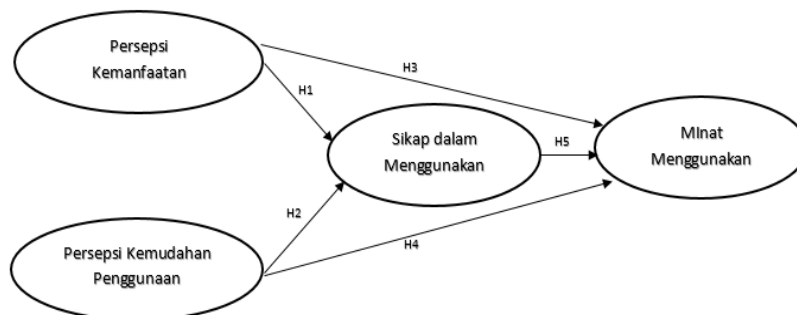 Persepsi
Kemanfaatan
H3
H1
Sikap dalam
Menggunakan
H5
MInat
Menggunakan
H2
H4
Persepsi Kemudahan
Penggunaan